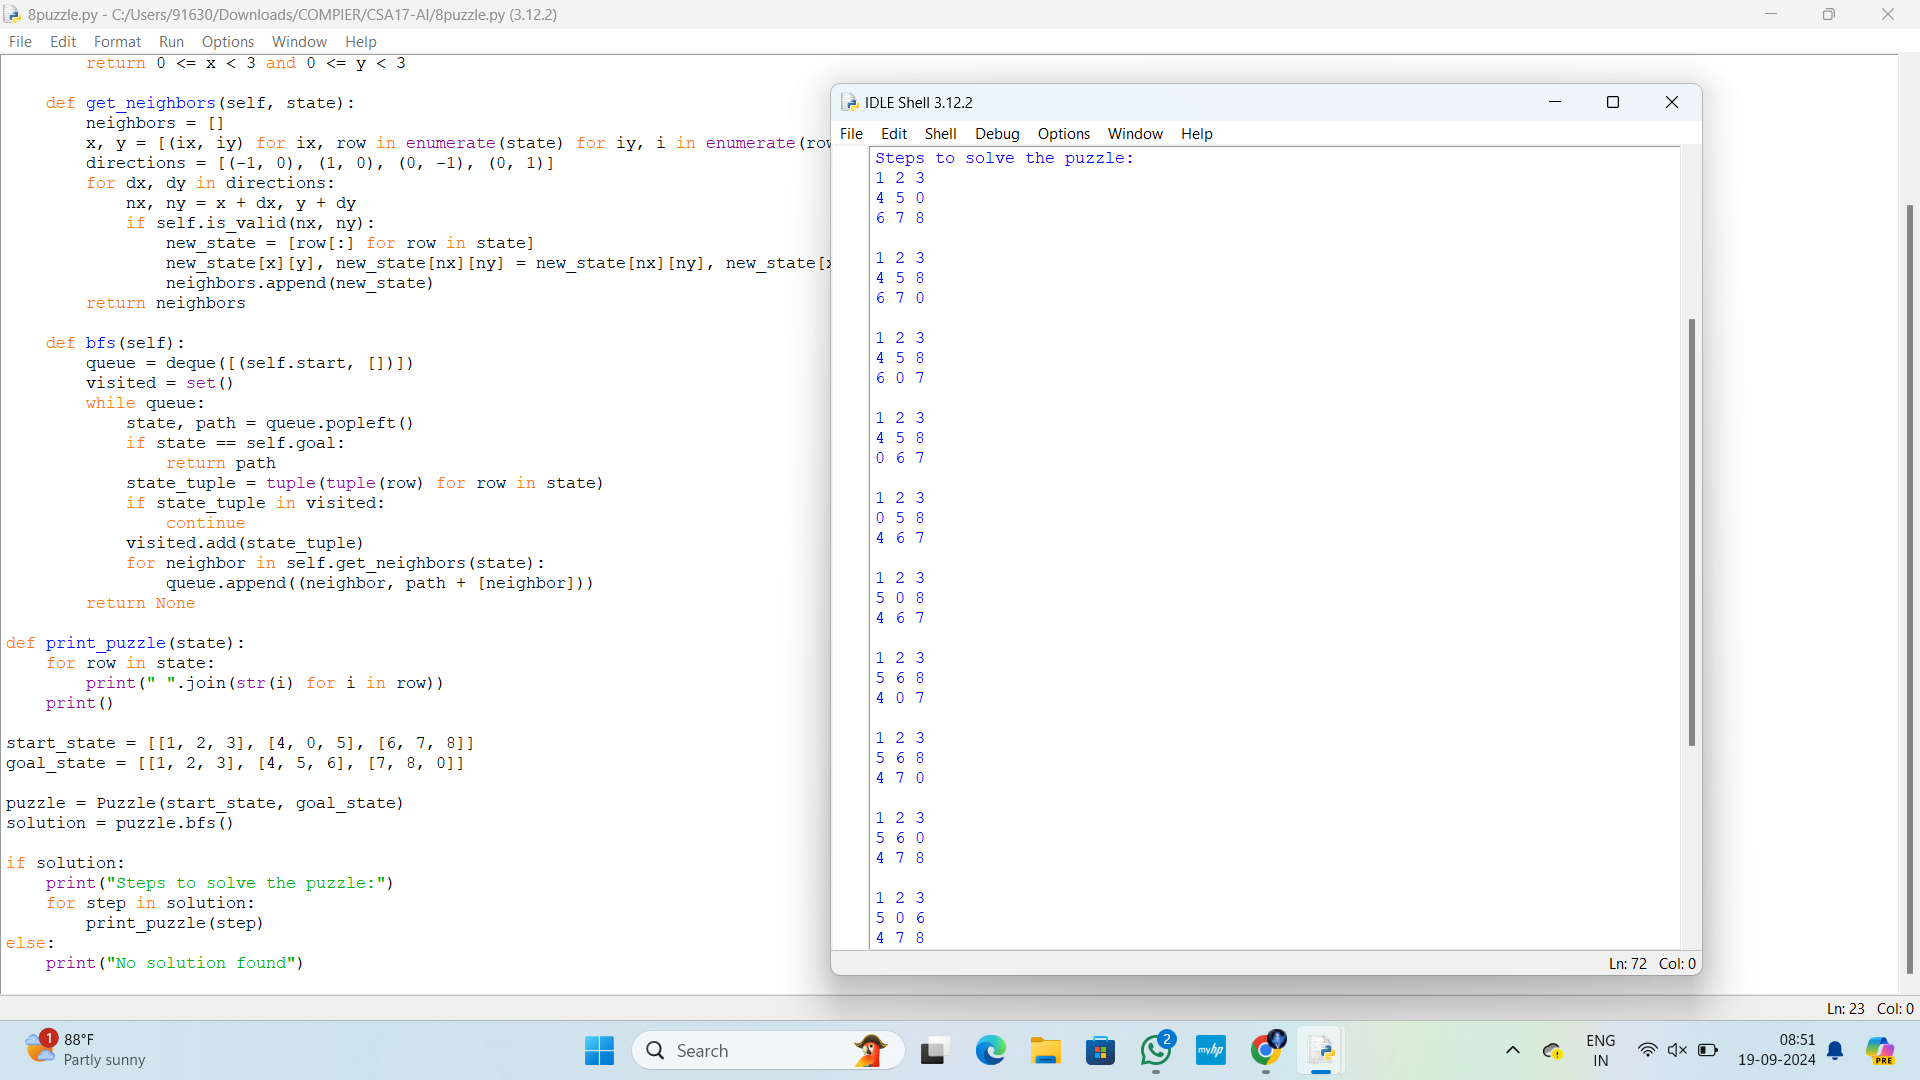 8puzzle.py - C:/Users/91630/Downloads/COMPIER/CSA17-AI/8puzzle.py (3.12.2)
File Edit Format Run Options Window Help
        return 0 <= x < 3 and 0 <= y < 3

    def get_neighbors(self, state):
        neighbors = []
        x, y = [(ix, iy) for ix, row in enumerate(state) for iy, i in enumerate(row
        directions = [(-1, 0), (1, 0), (0, -1), (0, 1)]
        for dx, dy in directions:
            nx, ny = x + dx, y + dy
            if self.is_valid(nx, ny):
                new_state = [row[:] for row in state]
                new_state[x][y], new_state[nx][ny] = new_state[nx][ny], new_state[x
                neighbors.append(new_state)
        return neighbors

    def bfs(self):
        queue = deque([(self.start, [])])
        visited = set()
        while queue:
            state, path = queue.popleft()
            if state == self.goal:
                return path
            state_tuple = tuple(tuple(row) for row in state)
            if state_tuple in visited:
                continue
            visited.add(state_tuple)
            for neighbor in self.get_neighbors(state):
                queue.append((neighbor, path + [neighbor]))
        return None

def print_puzzle(state):
    for row in state:
        print(" ".join(str(i) for i in row))
    print()

start_state = [[1, 2, 3], [4, 0, 5], [6, 7, 8]]
goal_state = [[1, 2, 3], [4, 5, 6], [7, 8, 0]]

puzzle = Puzzle(start_state, goal_state)
solution = puzzle.bfs()

if solution:
    print("Steps to solve the puzzle:")
    for step in solution:
        print_puzzle(step)
else:
    print("No solution found")
Ln: 23 Col: 0
IDLE Shell 3.12.2
File Edit Shell Debug Options Window Help
Steps to solve the puzzle:
1 2 3
4 5 0
6 7 8

1 2 3
4 5 8
6 7 0

1 2 3
4 5 8
6 0 7

1 2 3
4 5 8
0 6 7

1 2 3
0 5 8
4 6 7

1 2 3
5 0 8
4 6 7

1 2 3
5 6 8
4 0 7

1 2 3
5 6 8
4 7 0

1 2 3
5 6 0
4 7 8

1 2 3
5 0 6
4 7 8
Ln: 72 Col: 0
1
88°F
Partly sunny
Search
2
myhp
ENG
IN
08:51
19-09-2024
PRE